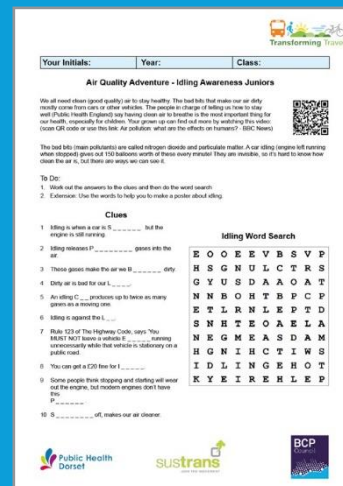 Transforming Travel
Your Initials: Year: Class:
Air Quality Adventure - Idling Awareness Juniors
We all need clean (good quality) air to stay healthy. The bad bits that make our air dirty
mostly come from cars or other vehicles. The people in charge of telling us how to stay
well (Public Health England) say having clean air to breathe is the most important thing for
our health, especially for children. Your grown up can find out more by watching this video:
(scan QR code or use this link. Air pollution: what are the effects on humans? - BBC News)
The bad bits (main pollutants) are called nitrogen dioxide and particulate matter. A car idling (engine left running
when stopped) gives out 150 balloons worth of these every minute! They are invisible, so it's hard to know how
clean the air is, but there are ways we can see it.
To Do:
1. Work out the answers to the clues and then do the word search
2. Extension: Use the words to help you to make a poster about idling.
Clues
1 Idling is when a car is S_______ but the
engine is still running.
2 Idling releases P________ gases into the
air.
3 These gases make the air we B_______ dirty.
4 Dirty air is bad for our L____.
5 An idling C__ produces up to twice as many
gases as a moving one.
6 Idling is against the L__.
7 Rule 123 of The Highway Code, says 'You
MUST NOT leave a vehicle E_____ running
unnecessarily while that vehicle is stationary on a
public road.
8 You can get a £20 fine for I_____.
9 Some people think stopping and starting will wear
out the engine, but modern engines don't have
this
P______.
10 S________ off, makes our air cleaner.
Idling Word Search
E O O E E V B S V P
H S G N U L C T R S
G Y U S D A A O A T
N N B O H T B P C P
E T L R N L E P T D
S N H T E O A E L A
N E G M E A S D A M
H G N I H C T I W S
I D L I N G E H O T
K Y E I R E H L E P
Public Health
Dorset
sustrans
BCP
Council